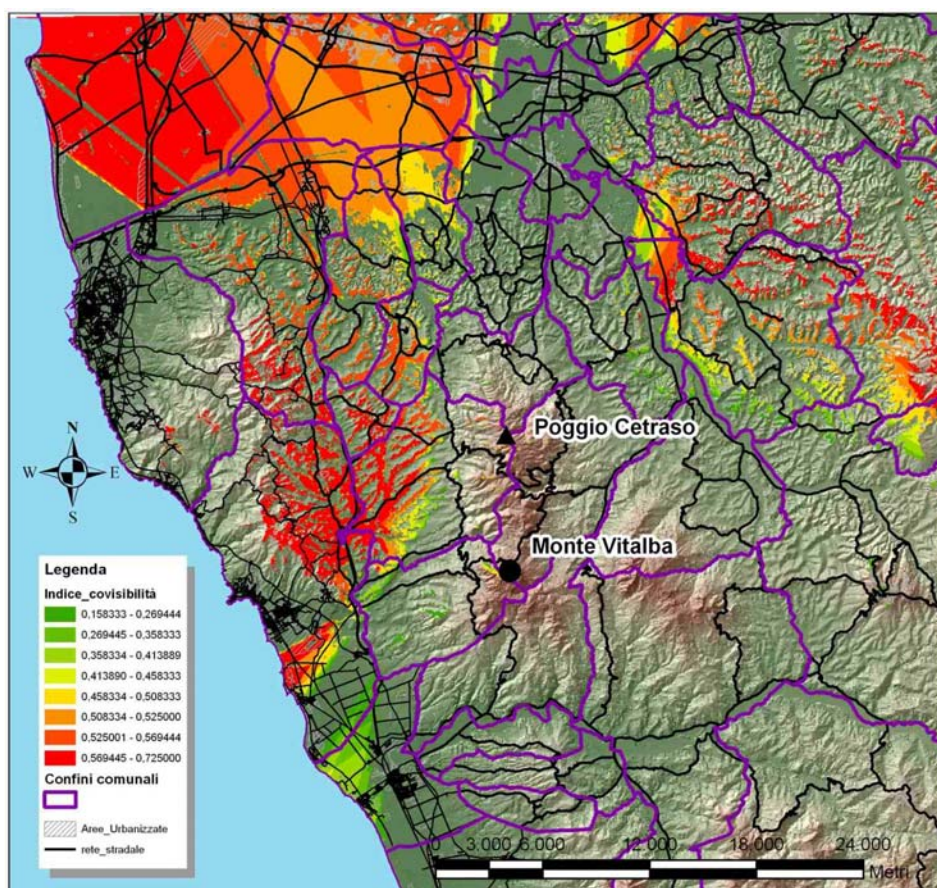 Poggio Cetraso
N
W E
S
Monte Vitalba
Legenda
Indice_covisibilità
0,158333 - 0,269444
0,269445 - 0,358333
0,358334 - 0,413889
0,413890 - 0,458333
0,458334 - 0,508333
0,508334 - 0,525000
0,525001 - 0,569444
0,569445 - 0,725000
Confini comunali
Aree_Urbanizzate
rete_stradale
0 3.000 6.000 12.000 18.000 24.000
Metri